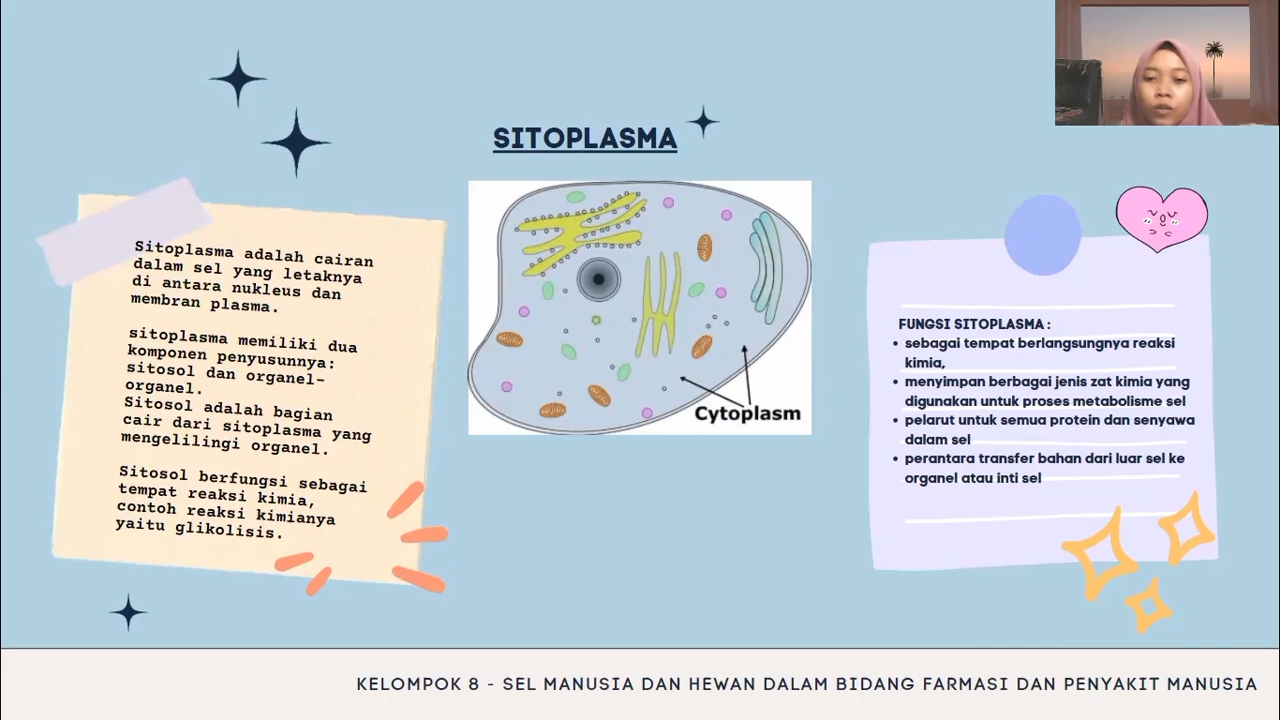 SITOPLASMA
Sitoplasma adalah cairan
dalam sel yang letaknya
di antara nukleus dan
membran plasma.
sitoplasma memiliki dua
komponen penyusunnya:
sitosol dan organel-
organel.
Sitosol adalah bagian
cair dari sitoplasma yang
mengelilingi organel.
Sitosol berfungsi sebagai
tempat reaksi kimia,
contoh reaksi kimianya
yaitu glikolisis.
Cytoplasm
FUNGSI SITOPLASMA :
• sebagai tempat berlangsungnya reaksi
kimia,
• menyimpan berbagai jenis zat kimia yang
digunakan untuk proses metabolisme sel
• pelarut untuk semua protein dan senyawa
dalam sel
• perantara transfer bahan dari luar sel ke
organel atau inti sel
KELOMPOK 8 - SEL MANUSIA DAN HEWAN DALAM BIDANG FARMASI DAN PENYAKIT MANUSIA